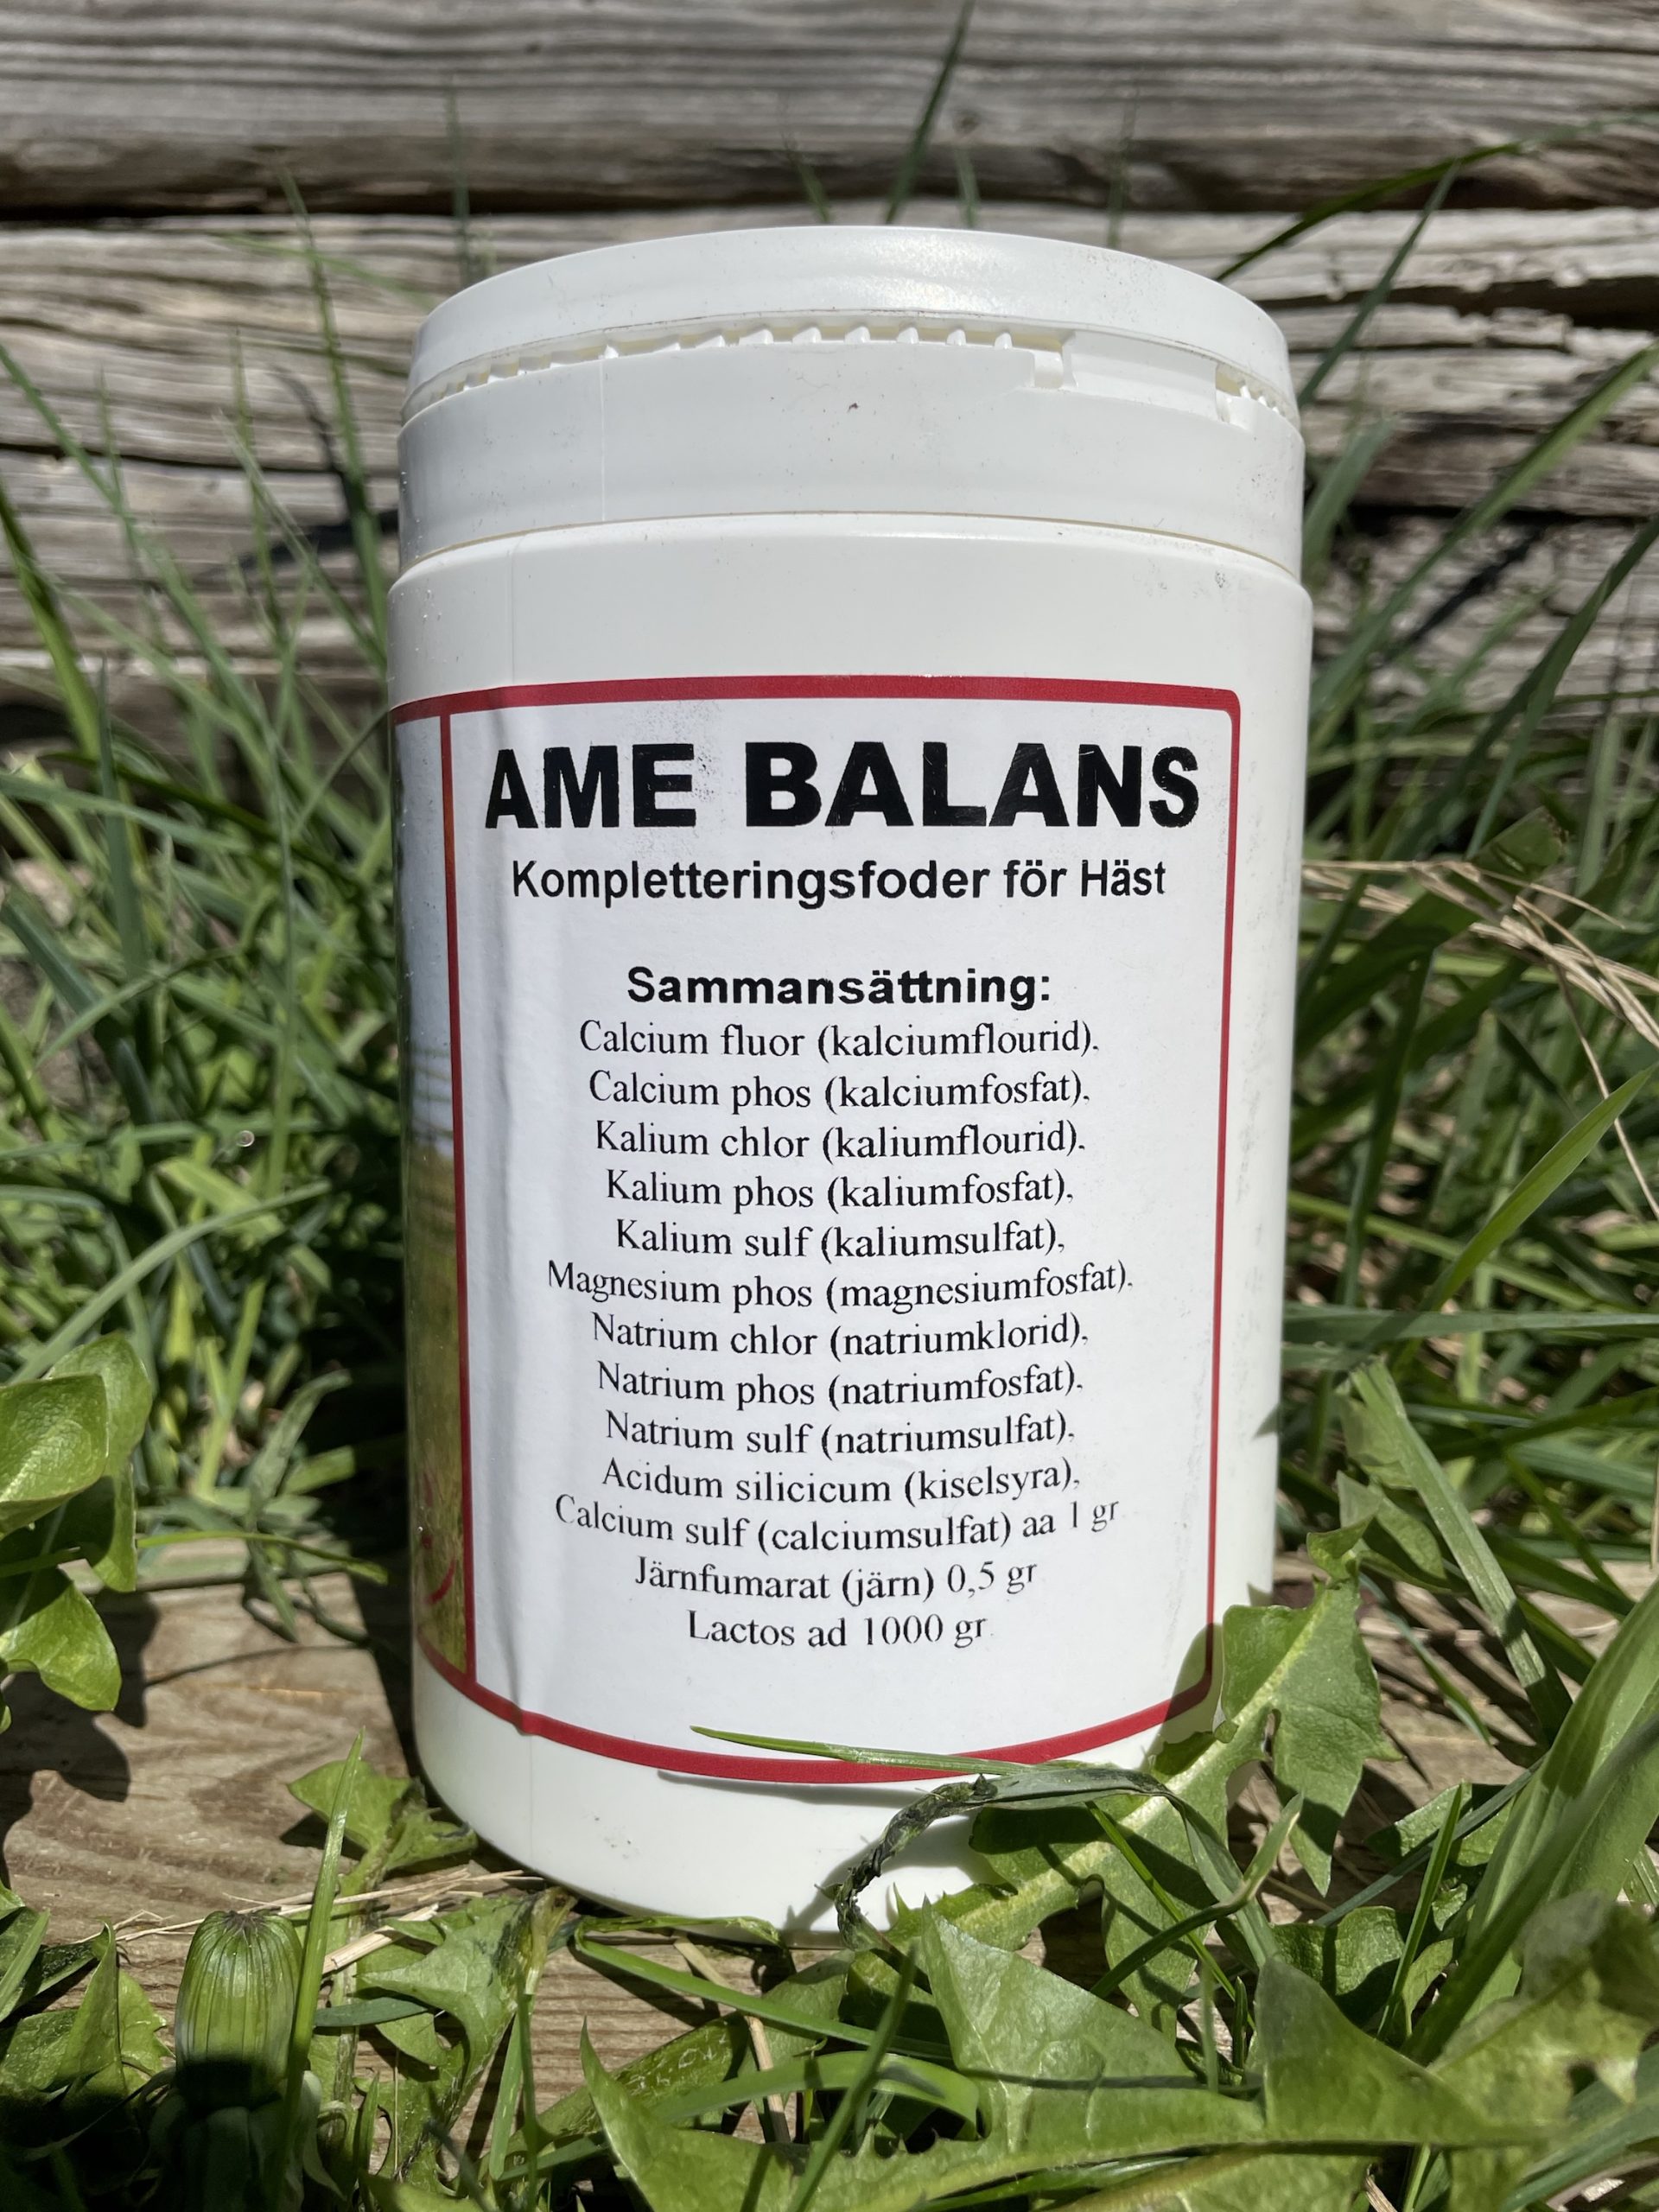 AME BALANS
Kompletteringsfoder för Häst
Sammansättning:
Calcium fluor (kalciumflourid).
Calcium phos (kalciumfosfat),
Kalium chlor (kaliumflourid).
Kalium phos (kaliumfosfat),
Kalium sulf (kaliumsulfat),
Magnesium phos (magnesiumfosfat).
Natrium chlor (natriumklorid),
Natrium phos (natriumfosfat).
Natrium sulf (natriumsulfat),
Acidum silicicum (kiselsyra),
Calcium sulf (calciumsulfat) aa 1 gr
Järnfumarat (järn) 0,5 gr
Lactos ad 1000 gr